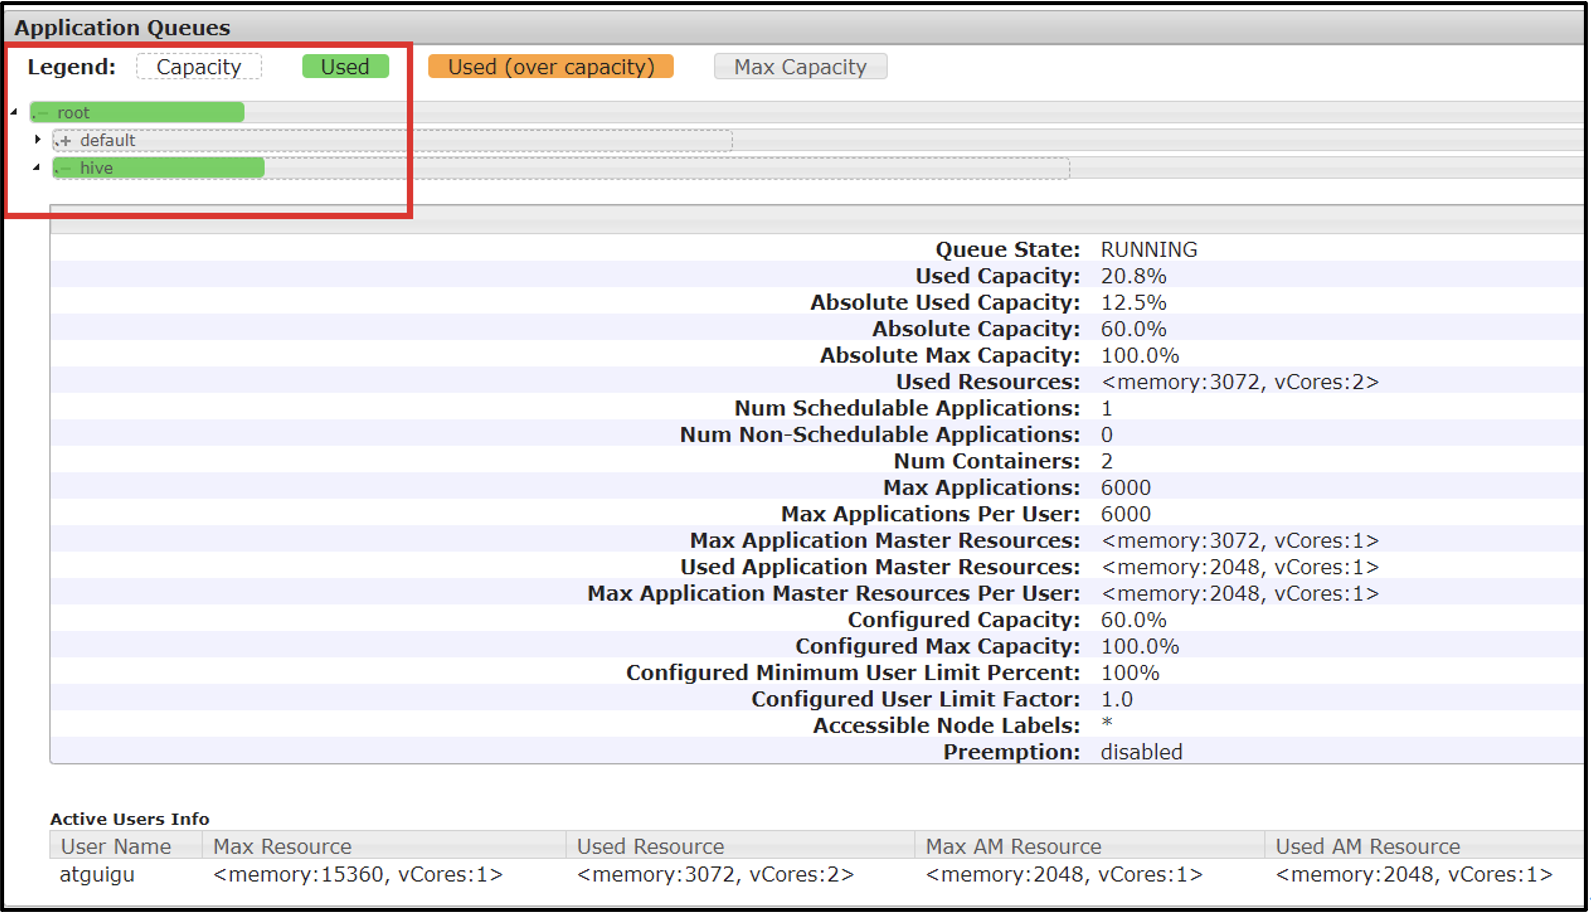 Application Queues
Legend: Capacity Used Used (over capacity) Max Capacity
.− root
.+ default
.− hive
Queue State: RUNNING
Used Capacity: 20.8%
Absolute Used Capacity: 12.5%
Absolute Capacity: 60.0%
Absolute Max Capacity: 100.0%
Used Resources: <memory:3072, vCores:2>
Num Schedulable Applications: 1
Num Non-Schedulable Applications: 0
Num Containers: 2
Max Applications: 6000
Max Applications Per User: 6000
Max Application Master Resources: <memory:3072, vCores:1>
Used Application Master Resources: <memory:2048, vCores:1>
Max Application Master Resources Per User: <memory:2048, vCores:1>
Configured Capacity: 60.0%
Configured Max Capacity: 100.0%
Configured Minimum User Limit Percent: 100%
Configured User Limit Factor: 1.0
Accessible Node Labels: *
Preemption: disabled
Active Users Info
User Name Max Resource Used Resource Max AM Resource Used AM Resource
atguigu <memory:15360, vCores:1> <memory:3072, vCores:2> <memory:2048, vCores:1> <memory:2048, vCores:1>